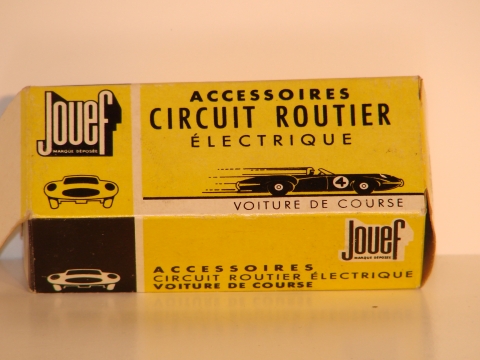 Jouef
MARQUE DÉPOSÉE
ACCESSOIRES
CIRCUIT ROUTIER
ÉLECTRIQUE
4
VOITURE DE COURSE
Jouef
MARQUE DÉPOSÉE
ACCESSOIRES
CIRCUIT ROUTIER ÉLECTRIQUE
VOITURE DE COURSE